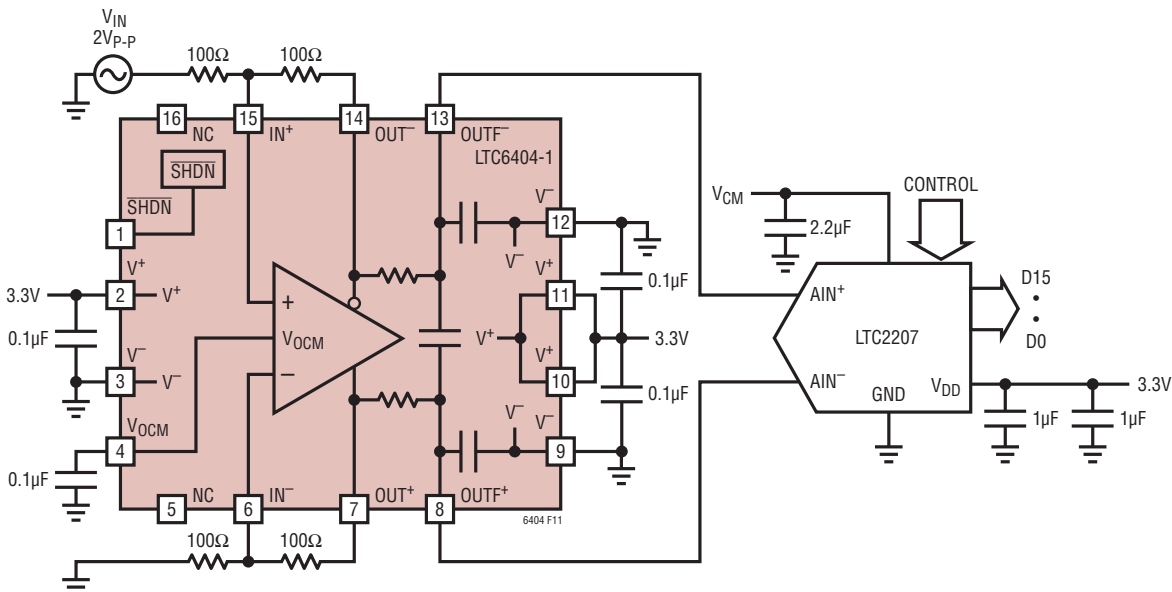 V_IN
2V_P-P
100Ω 100Ω
16 NC 15 IN⁺ 14 OUT⁻ 13 OUTF⁻
LTC6404-1
S̅H̅D̅N̅
S̅H̅D̅N̅
1
V⁻
12
V⁻
V⁺
2 V⁺
3.3V
0.1µF
V⁻
3 V⁻
V_OCM
4
0.1µF
+
V_OCM
–
V⁺
11
V⁺
V⁺
10
3.3V
0.1µF
0.1µF
V⁻
V⁻
9
5 NC 6 IN⁻ 7 OUT⁺ 8 OUTF⁺
6404 F11
100Ω 100Ω
V_CM
2.2µF
CONTROL
AIN⁺
LTC2207
AIN⁻
GND
V_DD
D15
•
•
D0
3.3V
1µF 1µF